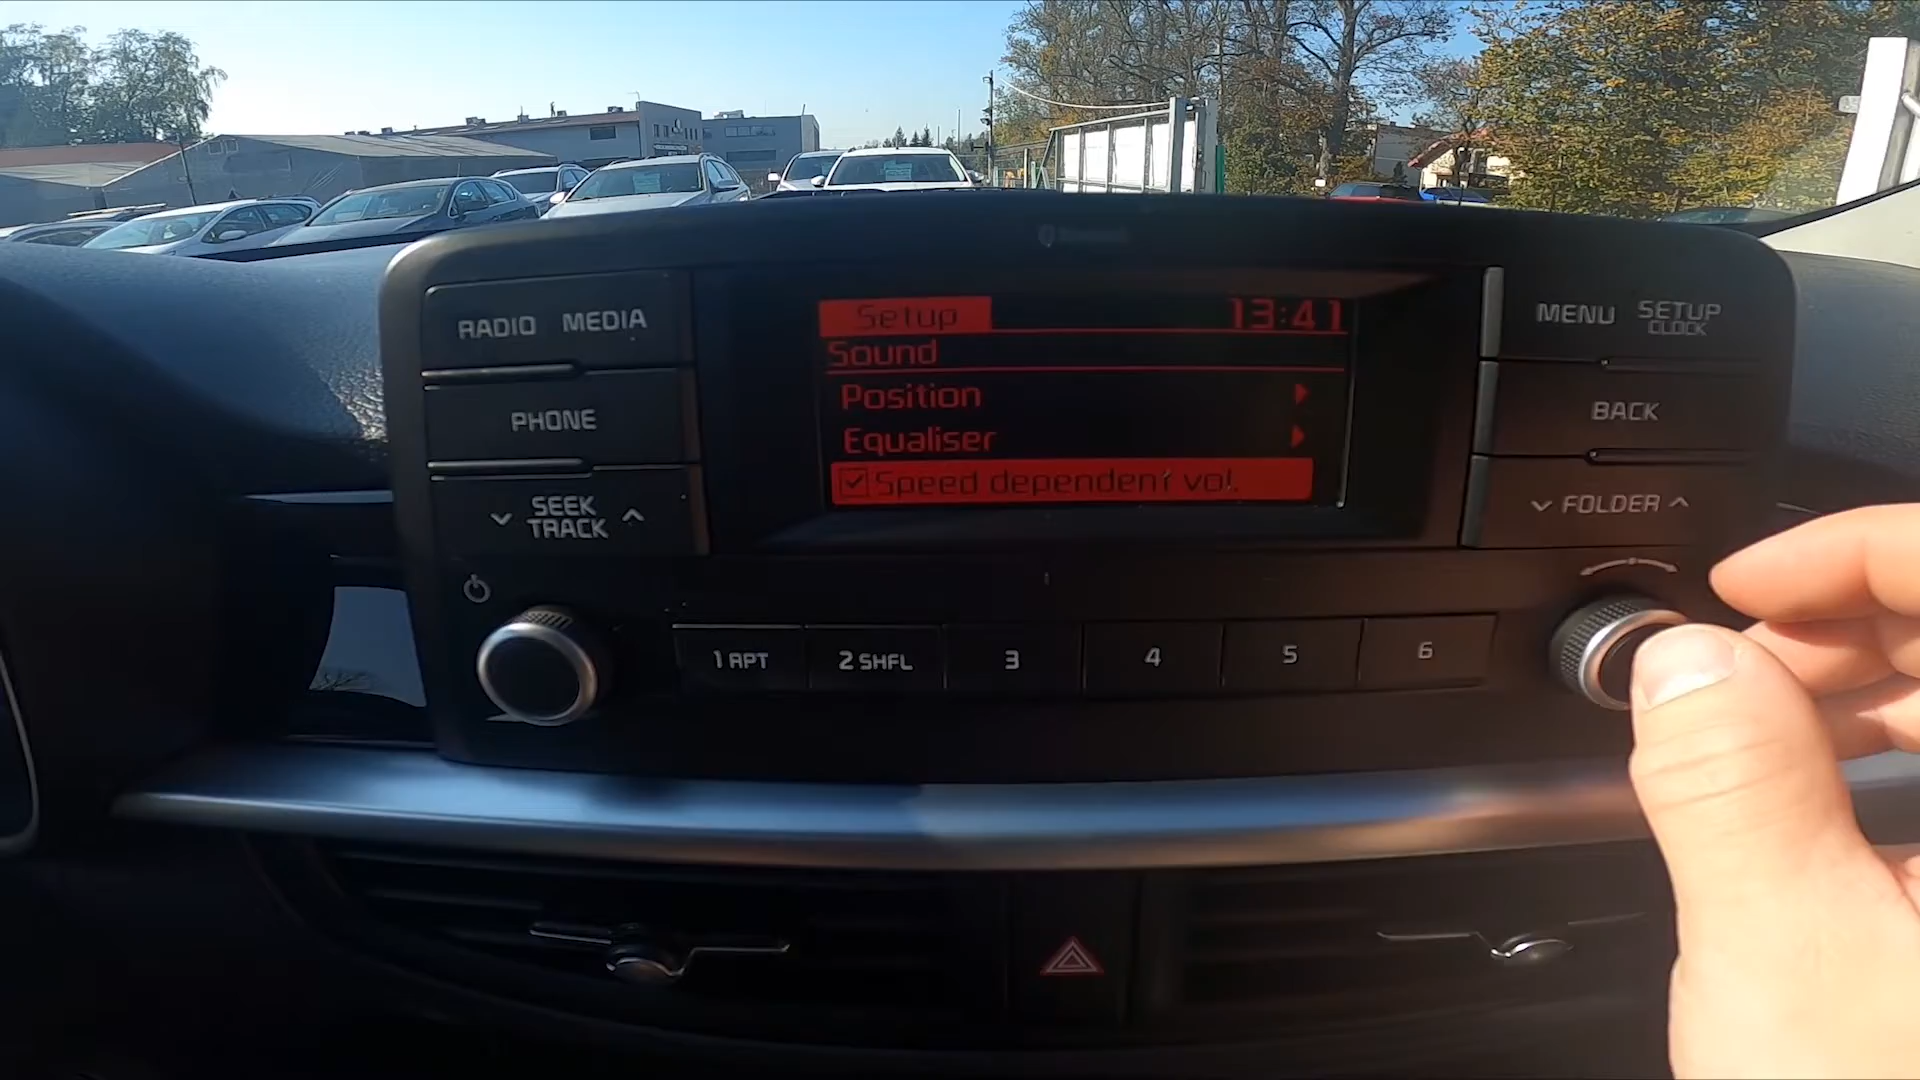 RADIO MEDIA
PHONE
SEEK
TRACK
Setup 13:41
Sound
Position
Equaliser
Speed dependent vol.
MENU SETUP
CLOCK
BACK
FOLDER
1 RPT
2 SHFL
3
4
5
6